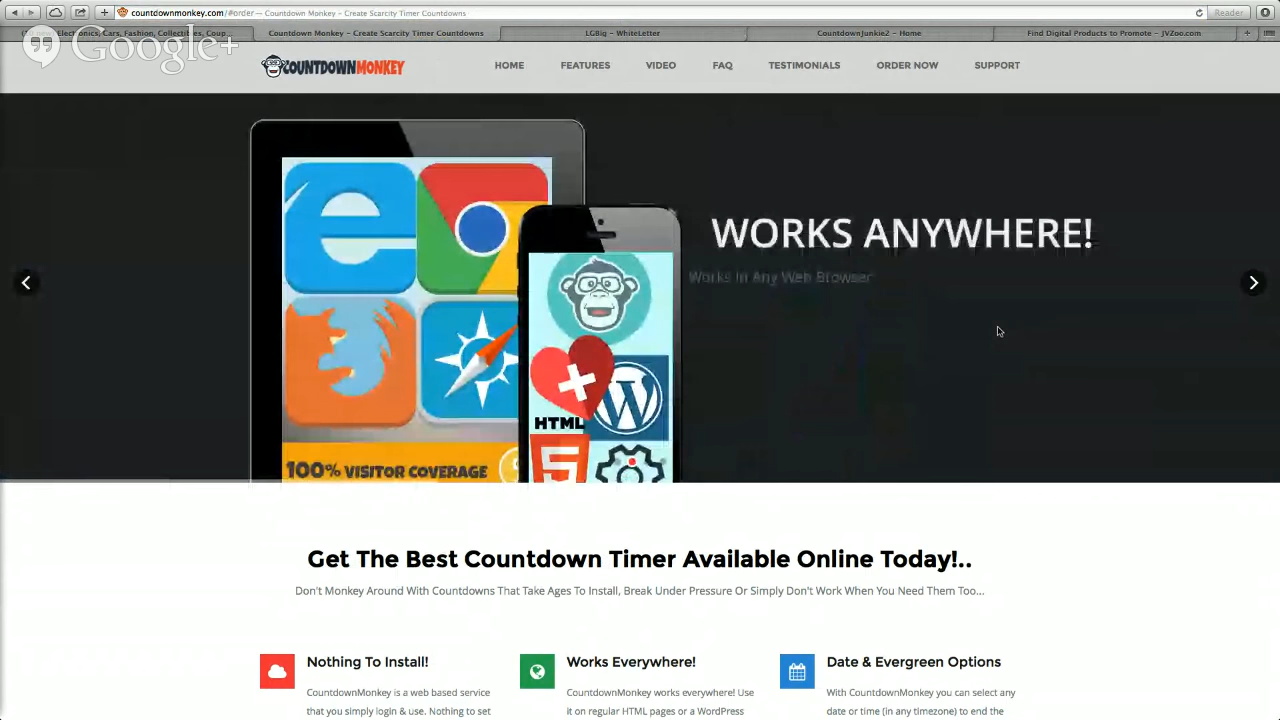 countdownmonkey.com/#order — Countdown Monkey – Create Scarcity Timer Countdowns
Reader
Electronics, Cars, Fashion, Collectibles, Coup...
Countdown Monkey – Create Scarcity Timer Countdowns
LGBig – WhiteLetter
CountdownJunkie2 – Home
Find Digital Products to Promote – JVZoo.com
Google+
COUNTDOWNMONKEY
HOME
FEATURES
VIDEO
FAQ
TESTIMONIALS
ORDER NOW
SUPPORT
WORKS ANYWHERE!
Works In Any Web Browser
HTML
5
100% VISITOR COVERAGE
Get The Best Countdown Timer Available Online Today!..
Don't Monkey Around With Countdowns That Take Ages To Install, Break Under Pressure Or Simply Don't Work When You Need Them Too...
Nothing To Install!
CountdownMonkey is a web based service
that you simply login & use. Nothing to set
Works Everywhere!
CountdownMonkey works everywhere! Use
it on regular HTML pages or a WordPress
Date & Evergreen Options
With CountdownMonkey you can select any
date or time (in any timezone) to end the